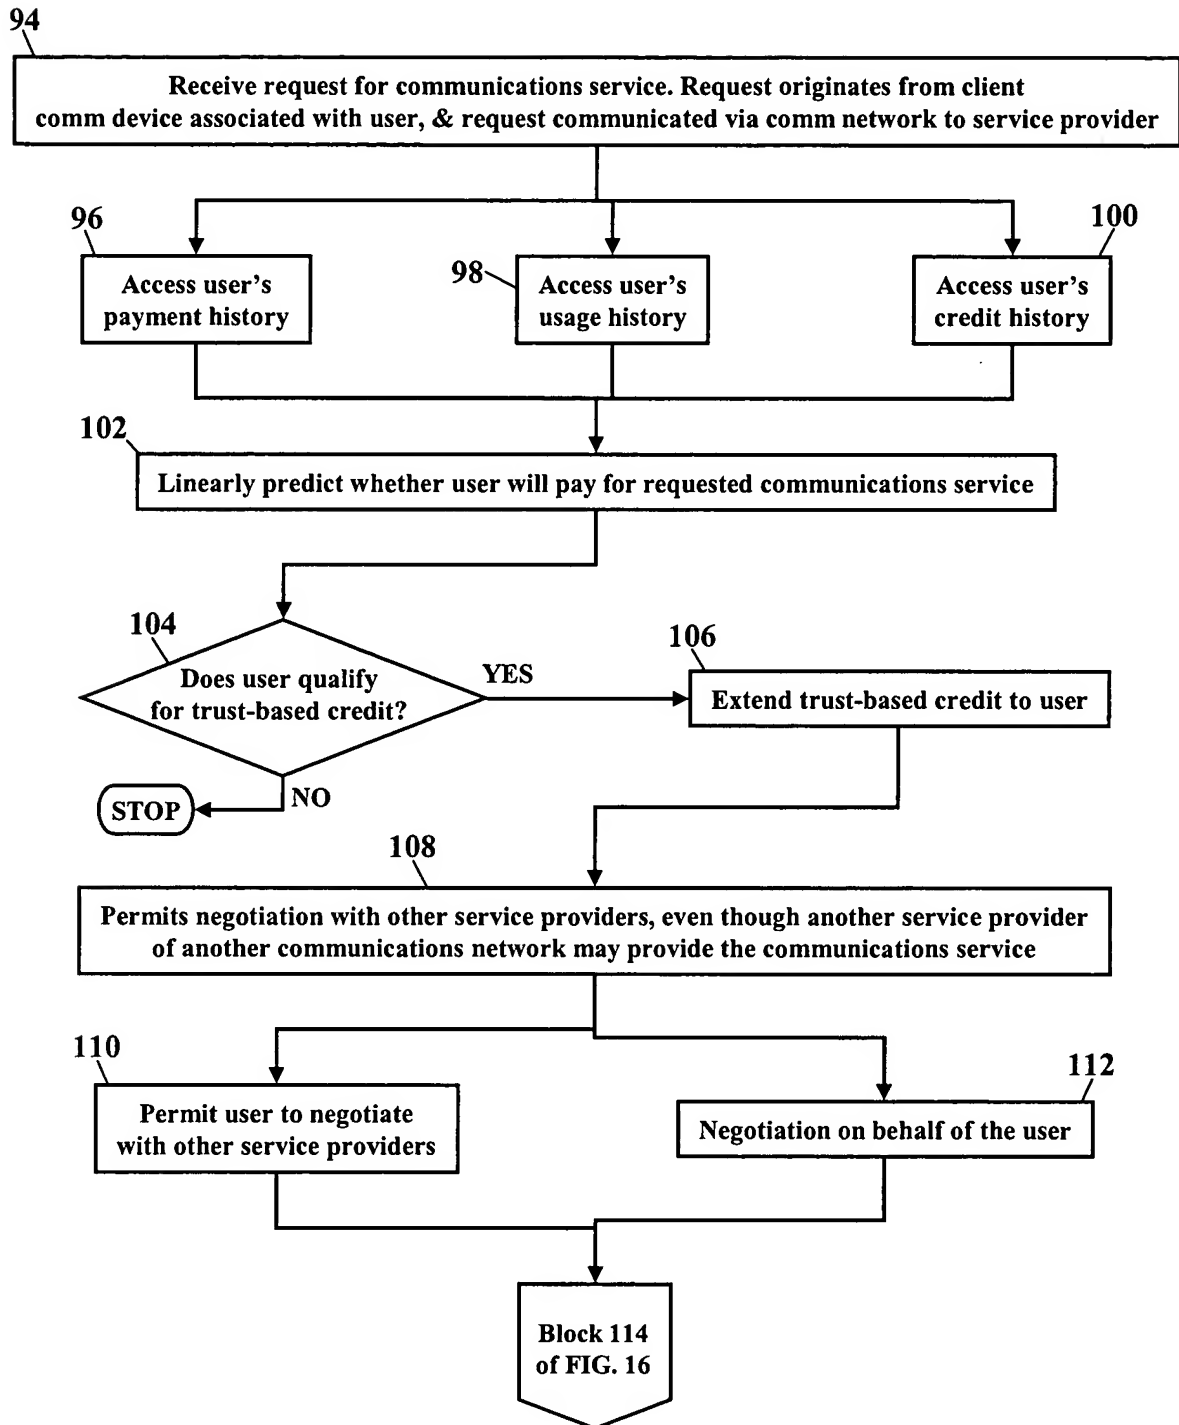 94
Receive request for communications service. Request originates from client
comm device associated with user, & request communicated via comm network to service provider
96
Access user's
payment history
98
Access user's
usage history
100
Access user's
credit history
102
Linearly predict whether user will pay for requested communications service
104
Does user qualify
for trust-based credit?
YES
106
Extend trust-based credit to user
NO
STOP
108
Permits negotiation with other service providers, even though another service provider
of another communications network may provide the communications service
110
Permit user to negotiate
with other service providers
112
Negotiation on behalf of the user
Block 114
of FIG. 16